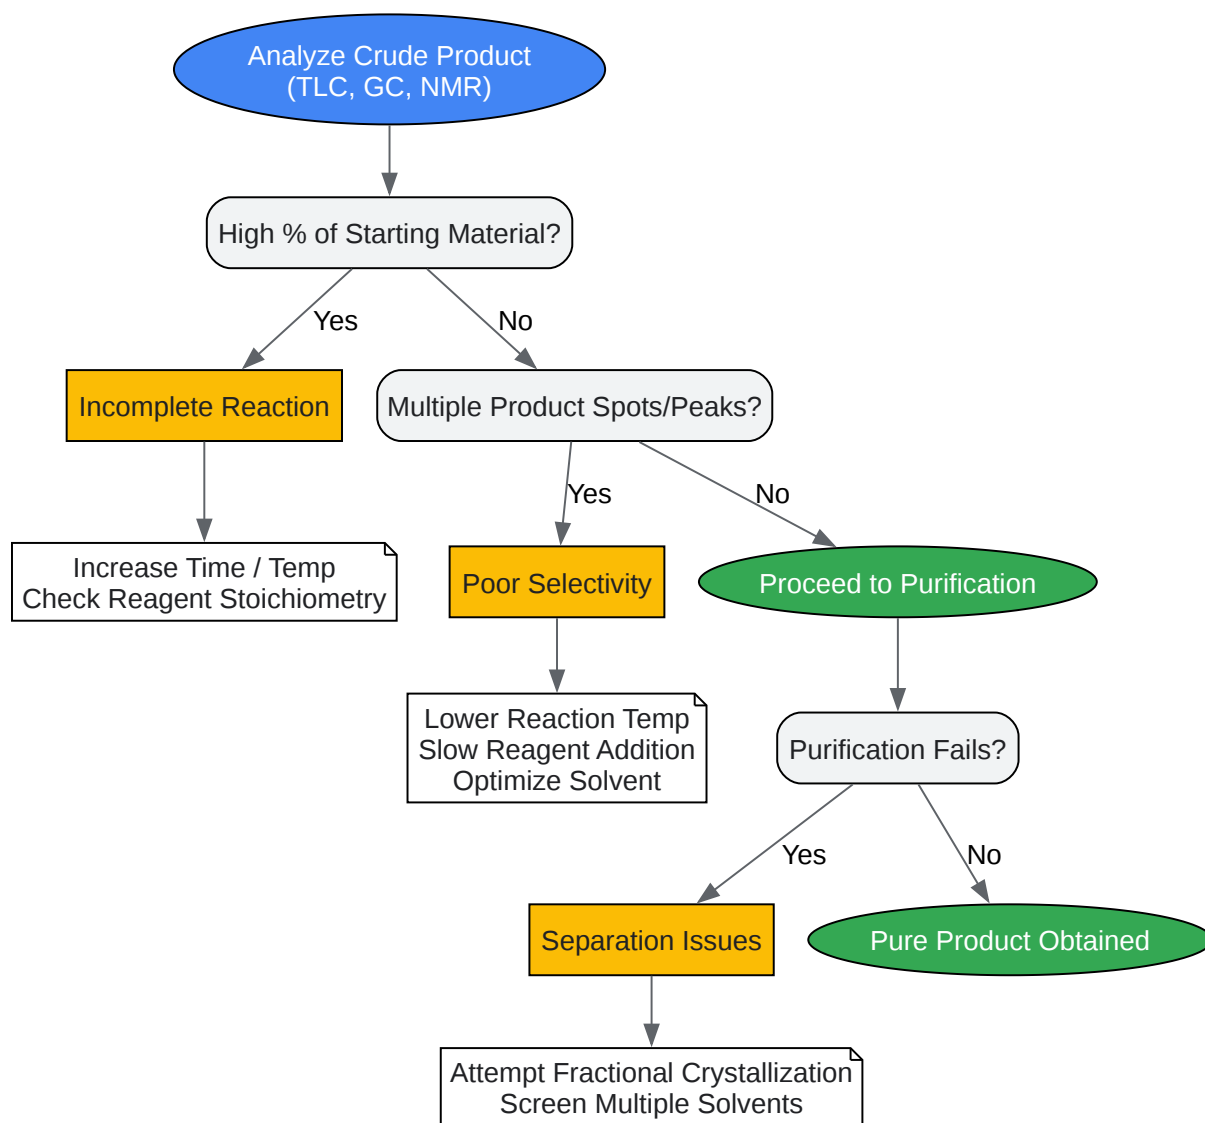 Analyze Crude Product
(TLC, GC, NMR)
High % of Starting Material?
Yes
No
Incomplete Reaction
Multiple Product Spots/Peaks?
Yes
No
Increase Time / Temp
Check Reagent Stoichiometry
Poor Selectivity
Proceed to Purification
Lower Reaction Temp
Slow Reagent Addition
Optimize Solvent
Purification Fails?
Yes
No
Separation Issues
Pure Product Obtained
Attempt Fractional Crystallization
Screen Multiple Solvents